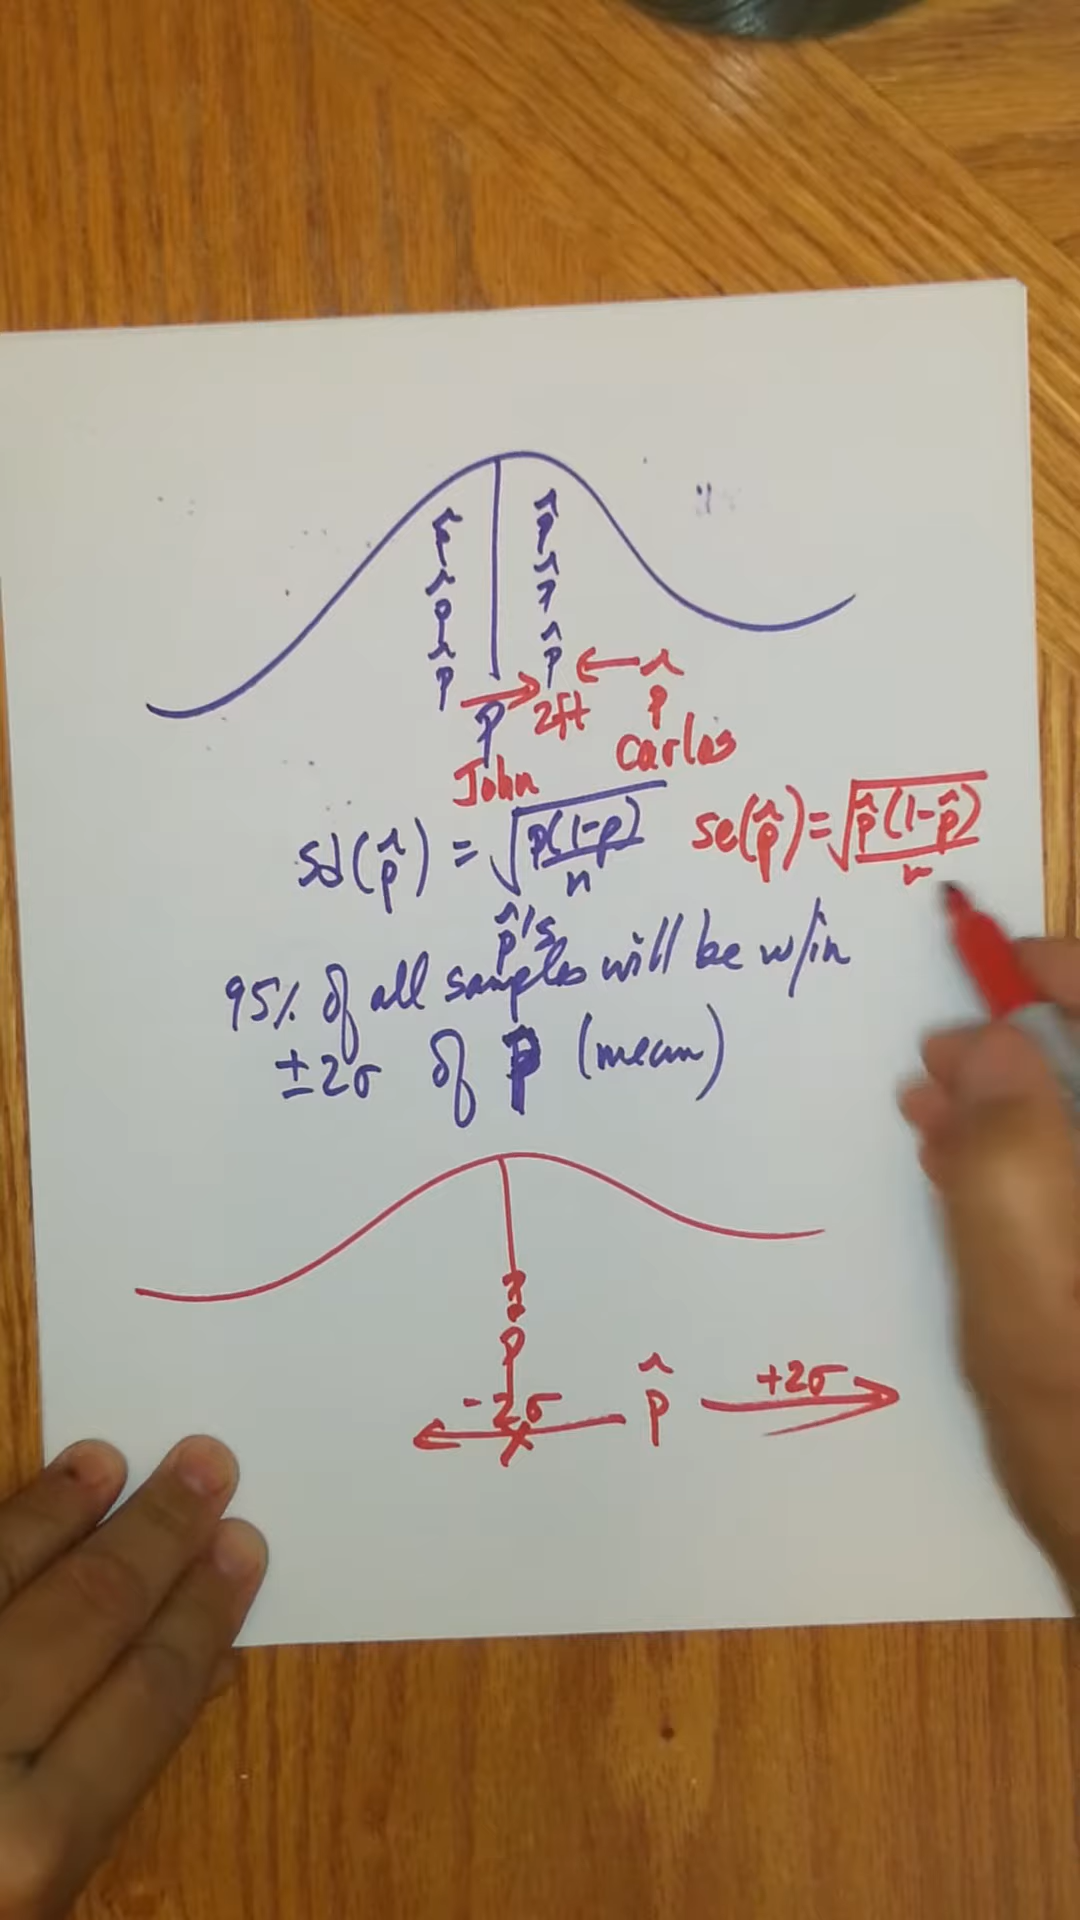 p̂ p̂
p̂ p̂
p̂ p̂ p̂
p 2ft
John Carlos
sd(p̂) = √(p(1-p)/n) se(p̂) = √(p̂(1-p̂)/n)
p̂'s
95% of all samples will be w/in
±2σ of p (mean)
?
p
-2σ p̂ +2σ
x